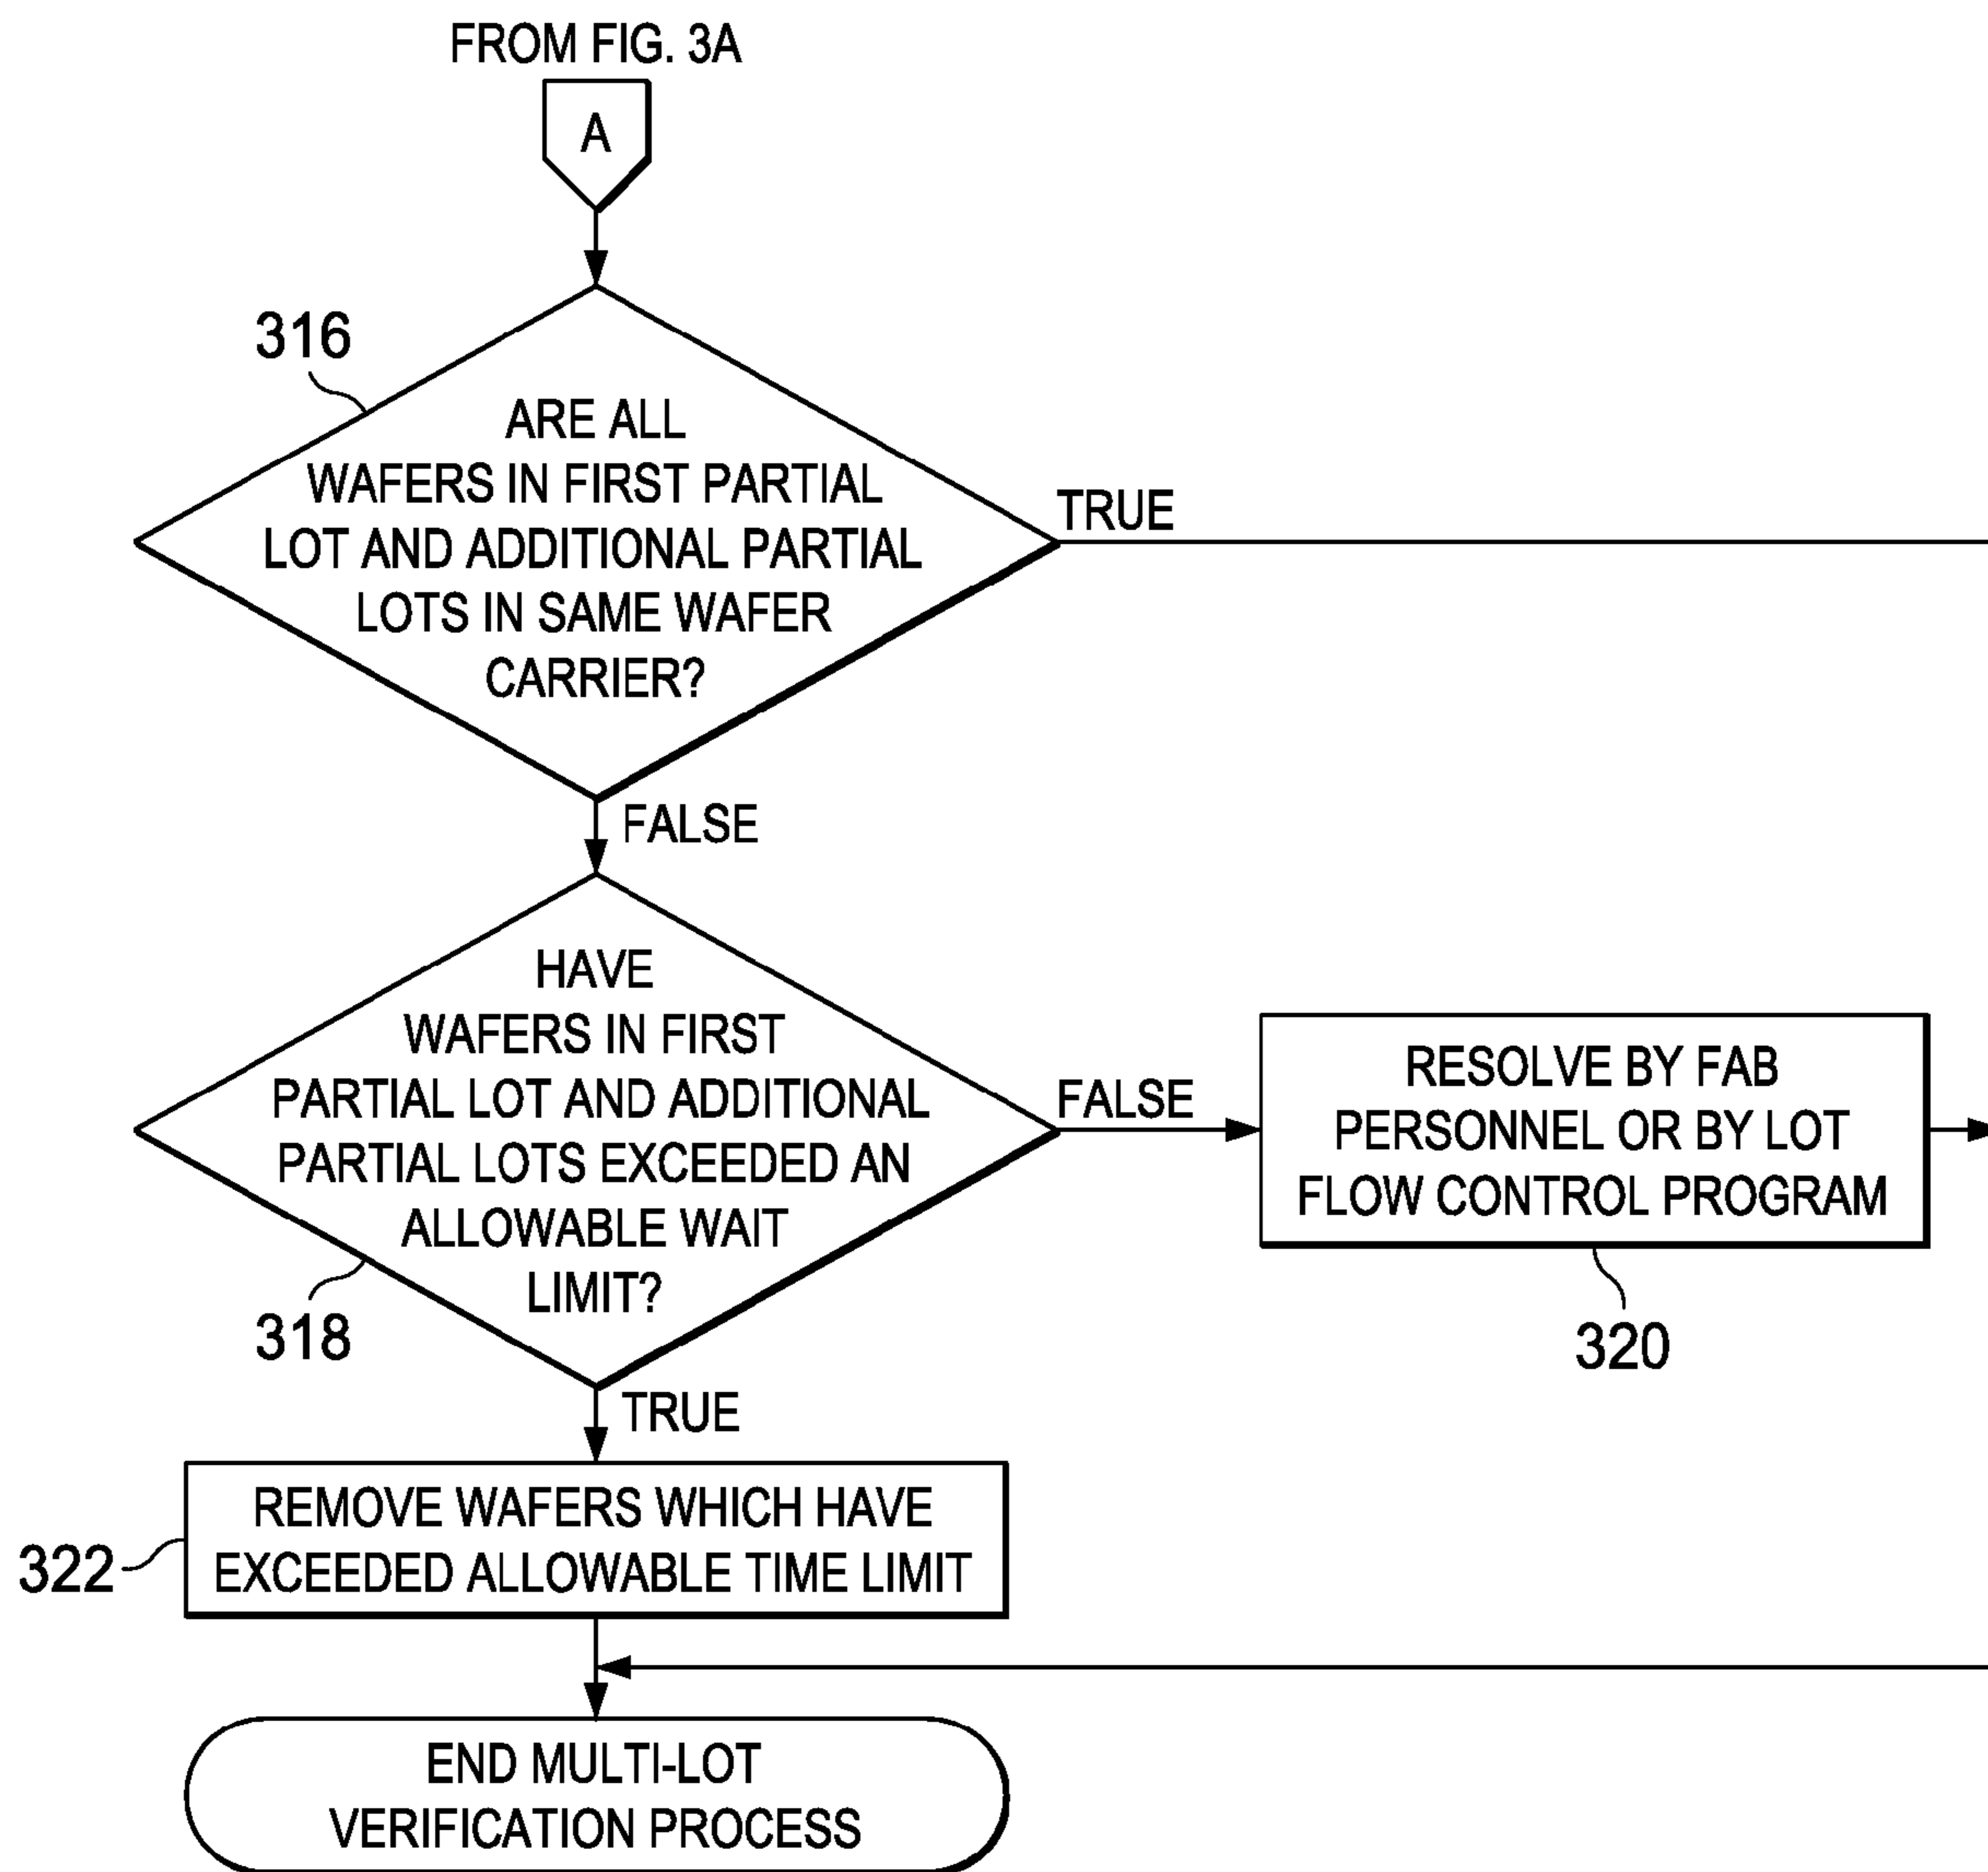 FROM FIG. 3A
A
316
ARE ALL
WAFERS IN FIRST PARTIAL
LOT AND ADDITIONAL PARTIAL
LOTS IN SAME WAFER
CARRIER?
TRUE
FALSE
HAVE
WAFERS IN FIRST
PARTIAL LOT AND ADDITIONAL
PARTIAL LOTS EXCEEDED AN
ALLOWABLE WAIT
LIMIT?
318
FALSE
RESOLVE BY FAB
PERSONNEL OR BY LOT
FLOW CONTROL PROGRAM
320
TRUE
REMOVE WAFERS WHICH HAVE
EXCEEDED ALLOWABLE TIME LIMIT
322
END MULTI-LOT
VERIFICATION PROCESS